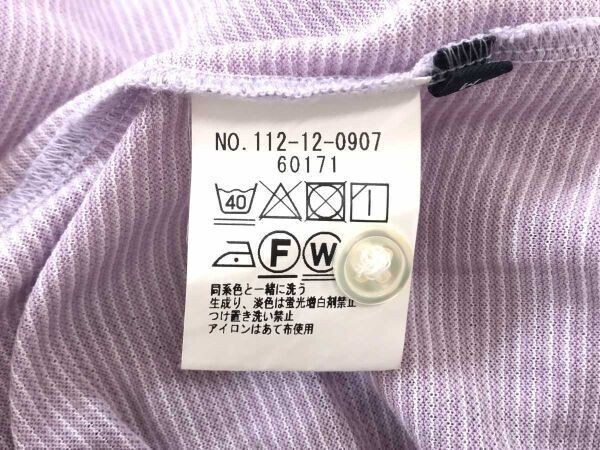 NO. 112-12-0907
60171
40
F W
同系色と一緒に洗う
生成り、淡色は蛍光増白剤禁止
つけ置き洗い禁止
アイロンはあて布使用